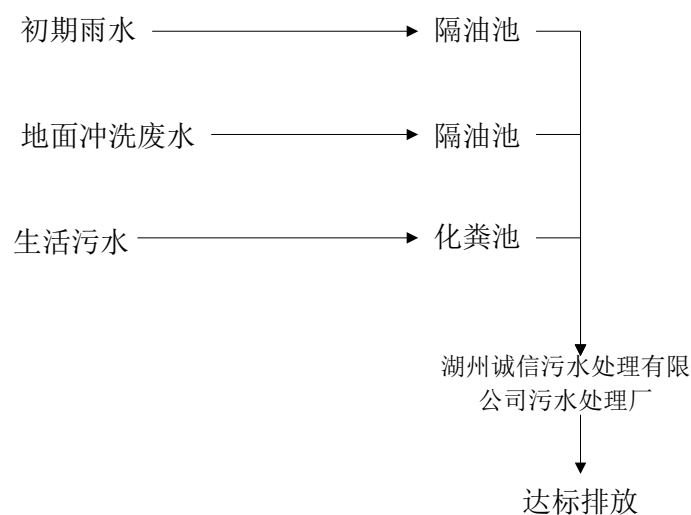 初期雨水
隔油池
地面冲洗废水
隔油池
生活污水
化粪池
湖州诚信污水处理有限
公司污水处理厂
达标排放